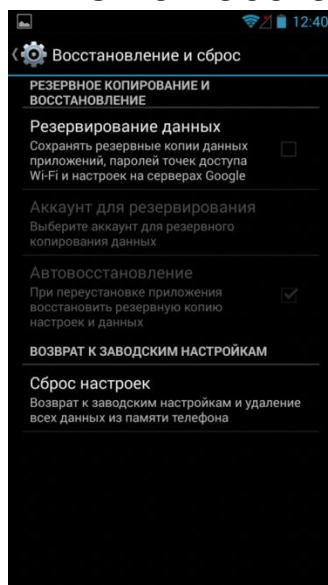 12:40
Восстановление и сброс
РЕЗЕРВНОЕ КОПИРОВАНИЕ И
ВОССТАНОВЛЕНИЕ
Резервирование данных
Сохранять резервные копии данных
приложений, паролей точек доступа
Wi-Fi и настроек на серверах Google
Аккаунт для резервирования
Выберите аккаунт для резервного
копирования данных
Автовосстановление
При переустановке приложения
восстановить резервную копию
настроек и данных
ВОЗВРАТ К ЗАВОДСКИМ НАСТРОЙКАМ
Сброс настроек
Возврат к заводским настройкам и удаление
всех данных из памяти телефона